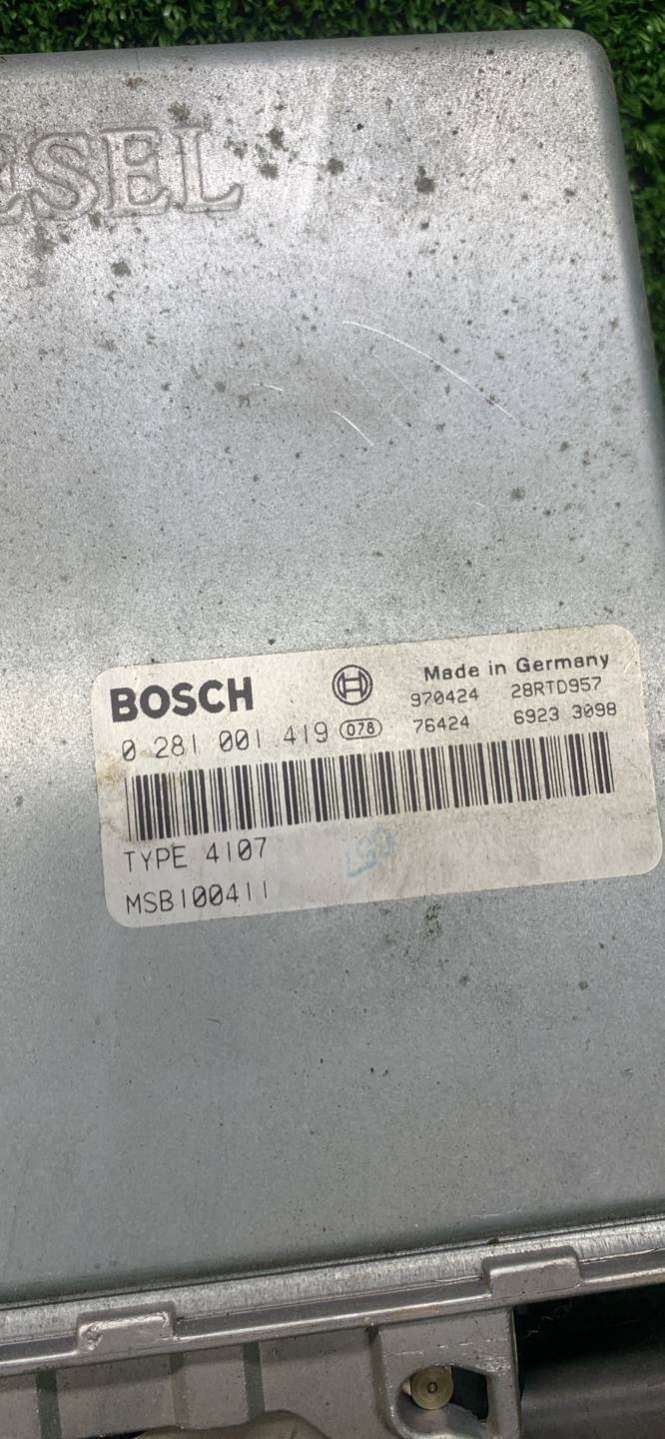 ESEL
BOSCH
Made in Germany
970424 28RTD957
0 281 001 419 078 76424 6923 3098
TYPE 4107
MSB100411